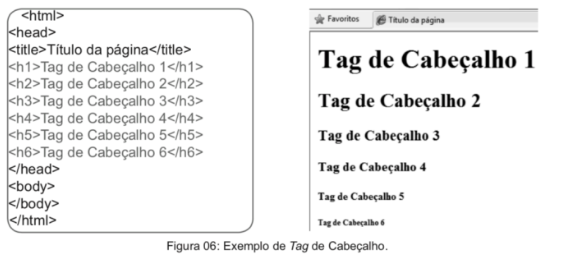 <html>
<head>
<title>Título da página</title>
<h1>Tag de Cabeçalho 1</h1>
<h2>Tag de Cabeçalho 2</h2>
<h3>Tag de Cabeçalho 3</h3>
<h4>Tag de Cabeçalho 4</h4>
<h5>Tag de Cabeçalho 5</h5>
<h6>Tag de Cabeçalho 6</h6>
</head>
<body>
</body>
</html>
Favoritos Título da página
Tag de Cabeçalho 1
Tag de Cabeçalho 2
Tag de Cabeçalho 3
Tag de Cabeçalho 4
Tag de Cabeçalho 5
Tag de Cabeçalho 6
Figura 06: Exemplo de Tag de Cabeçalho.